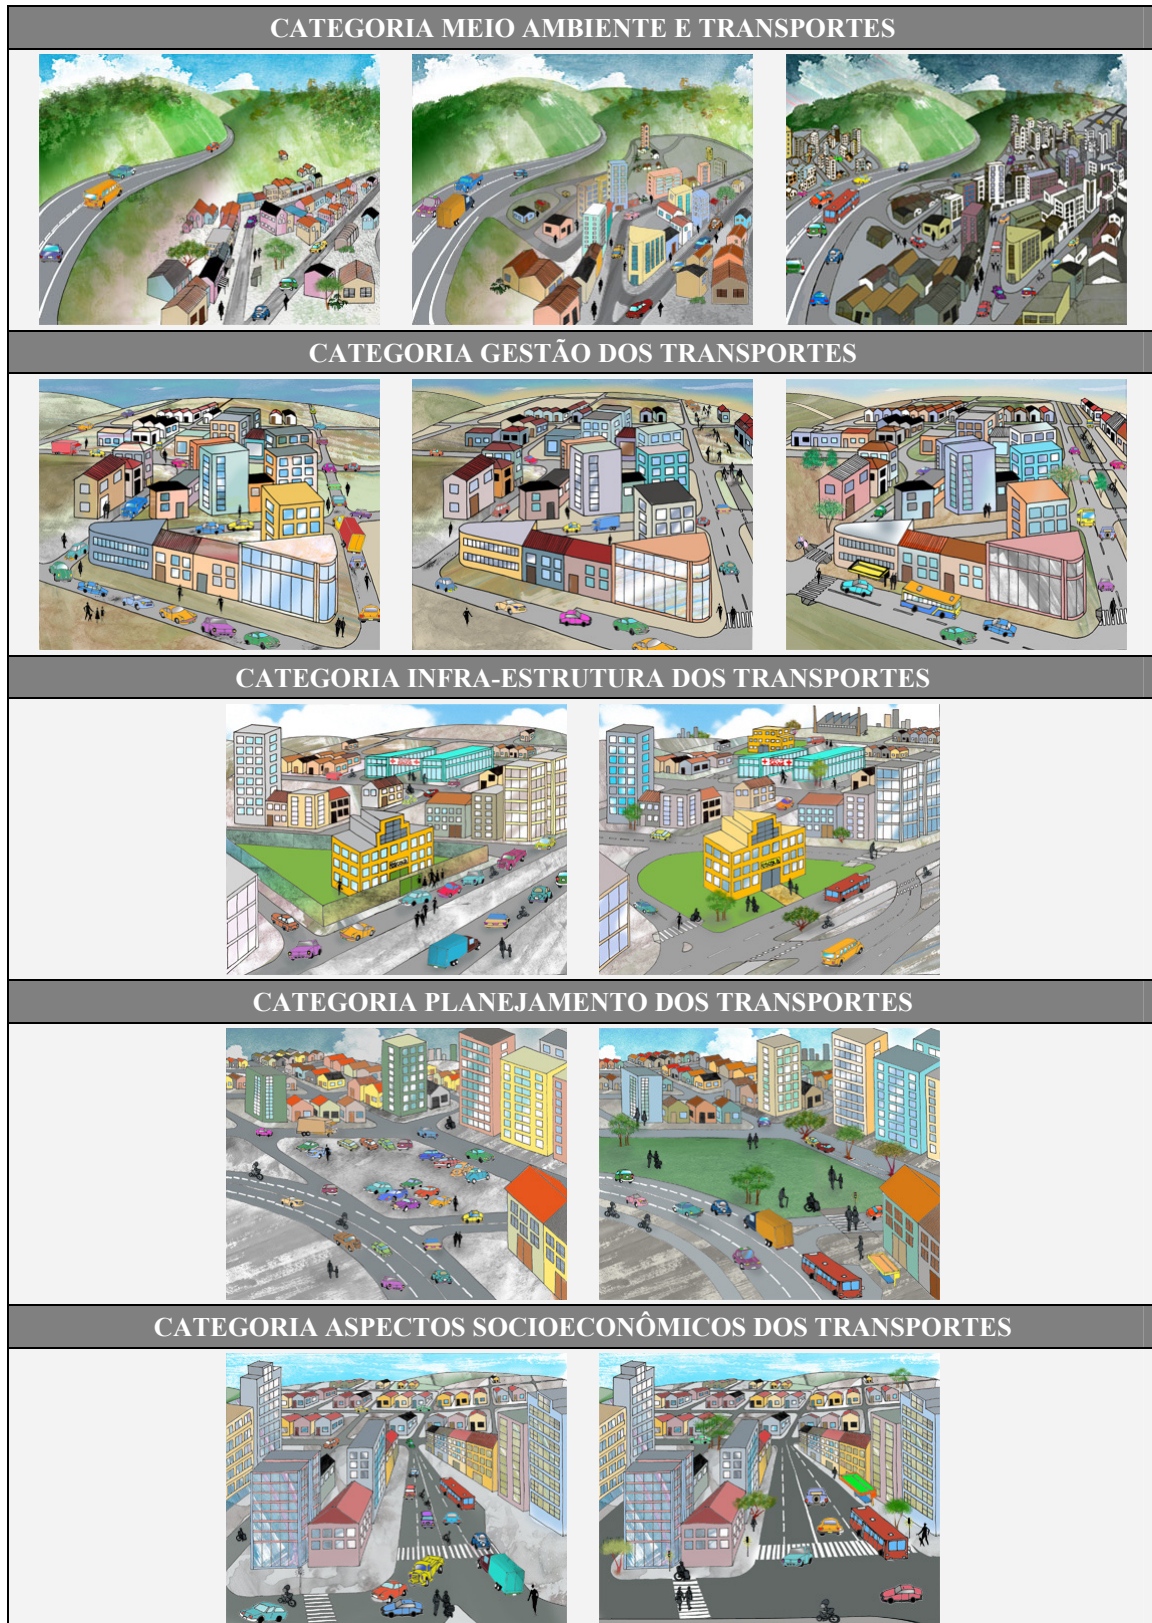 CATEGORIA MEIO AMBIENTE E TRANSPORTES
CATEGORIA GESTÃO DOS TRANSPORTES
CATEGORIA INFRA-ESTRUTURA DOS TRANSPORTES
CATEGORIA PLANEJAMENTO DOS TRANSPORTES
CATEGORIA ASPECTOS SOCIOECONÔMICOS DOS TRANSPORTES